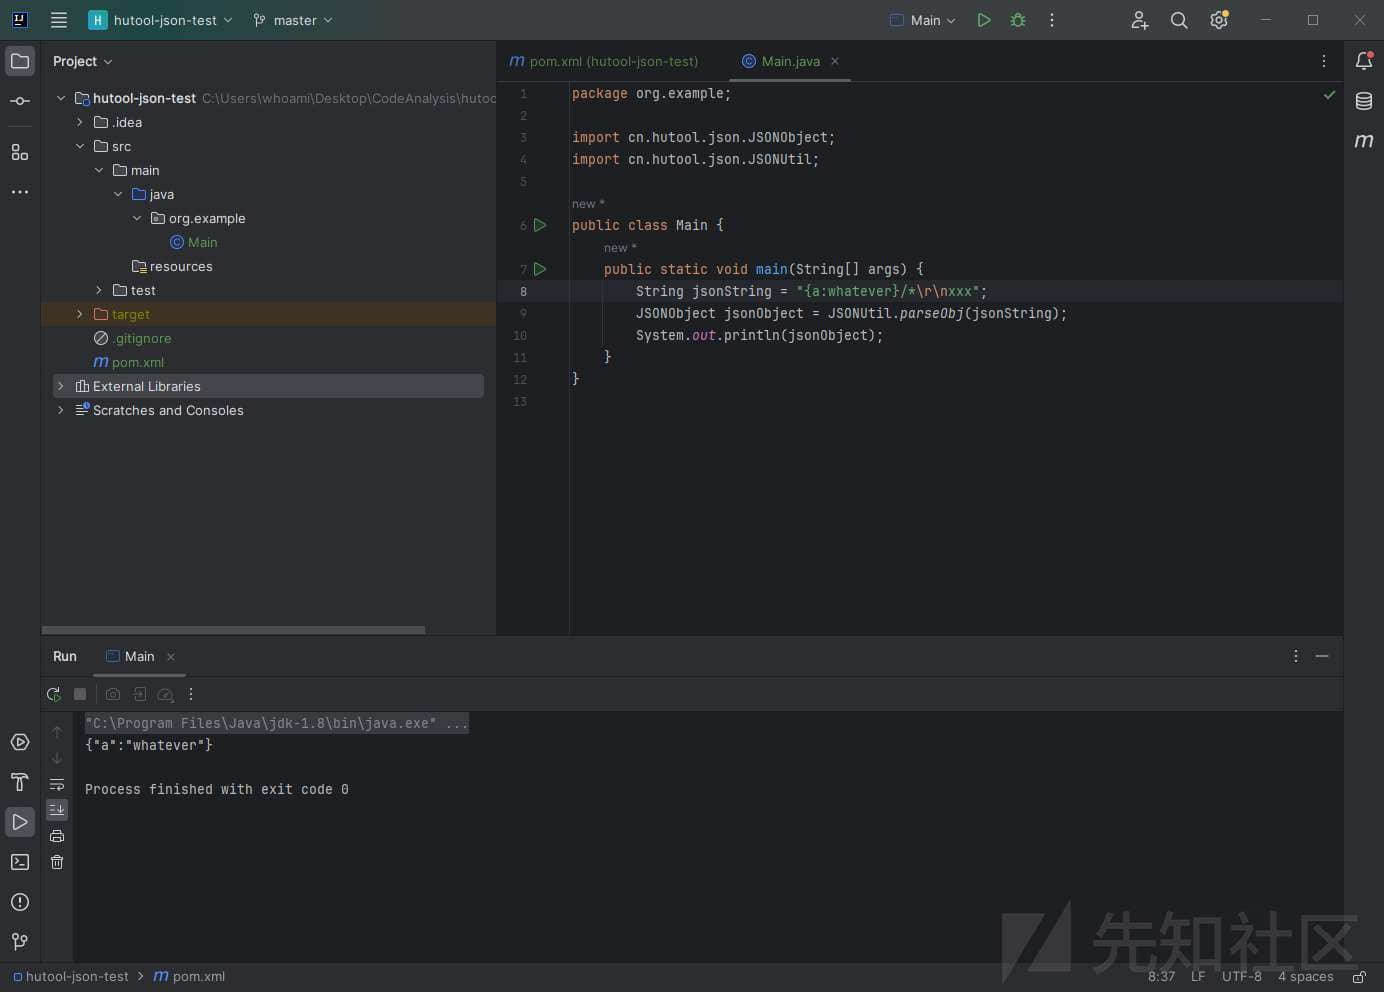 hutool-json-test
master
Main
Project
pom.xml (hutool-json-test)
Main.java
hutool-json-test C:\Users\whoami\Desktop\CodeAnalysis\hutoo
.idea
src
main
java
org.example
Main
resources
test
target
.gitignore
pom.xml
External Libraries
Scratches and Consoles
1 package org.example;
2
3 import cn.hutool.json.JSONObject;
4 import cn.hutool.json.JSONUtil;
5
new *
6 public class Main {
new *
7 public static void main(String[] args) {
8 String jsonString = "{a:whatever}/*\r\nxxx";
9 JSONObject jsonObject = JSONUtil.parseObj(jsonString);
10 System.out.println(jsonObject);
11 }
12 }
13
Run
Main
"C:\Program Files\Java\jdk-1.8\bin\java.exe" ...
{"a":"whatever"}
Process finished with exit code 0
先知社区
hutool-json-test > pom.xml
8:37 LF UTF-8 4 spaces